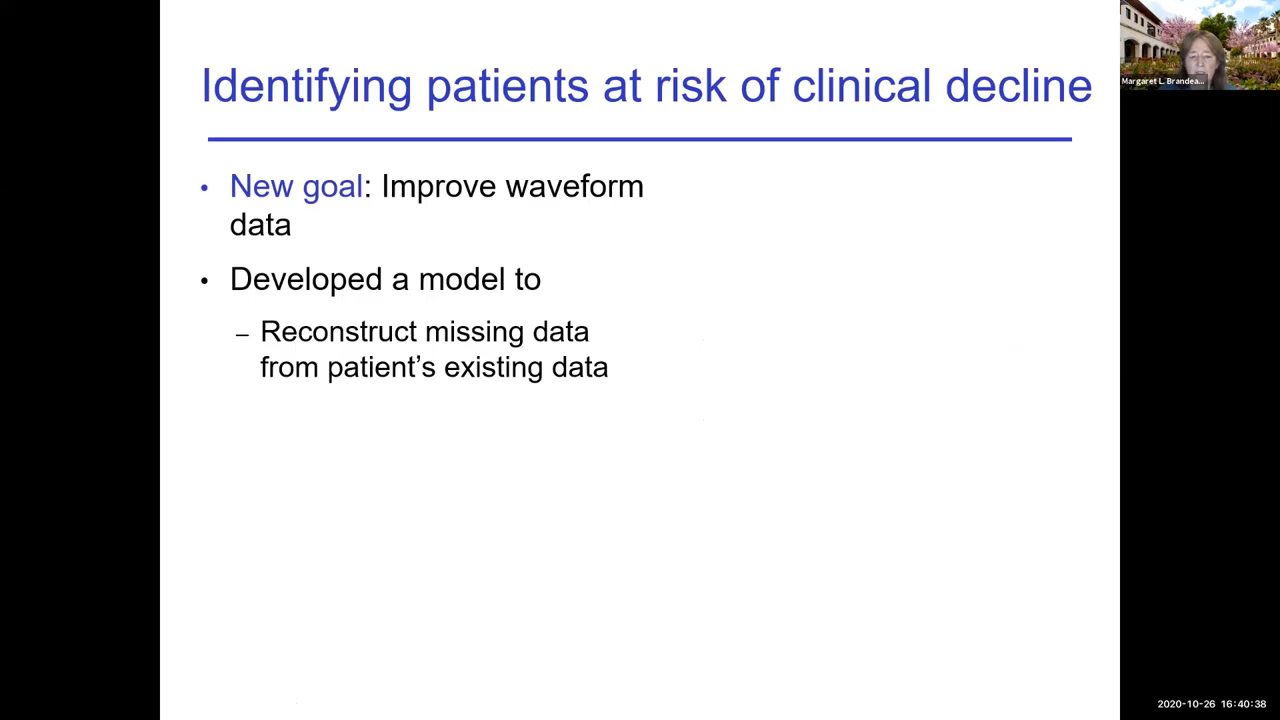 Identifying patients at risk of clinical decline
Margaret L. Brandea...
• New goal: Improve waveform
data
• Developed a model to
– Reconstruct missing data
from patient’s existing data
2020-10-26 16:40:38